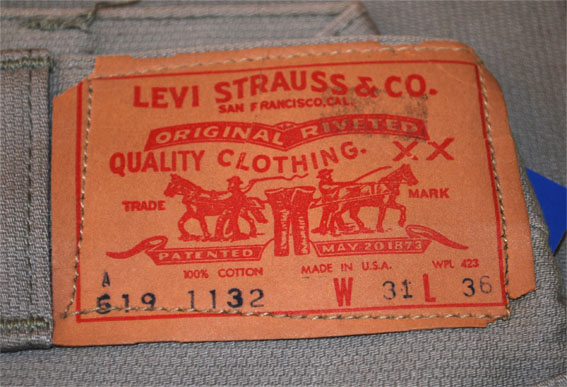 LEVI STRAUSS & CO.
SAN FRANCISCO, CAL.
ORIGINAL RIVETED
QUALITY CLOTHING. XX
TRADE MARK
PATENTED MAY 20 1873
100% COTTON MADE IN U.S.A. WPL 423
A
519 1132 W 31 L 36